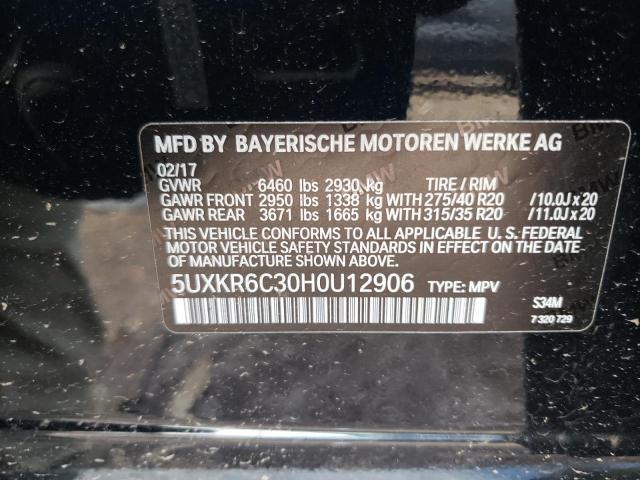 MFD BY BAYERISCHE MOTOREN WERKE AG
02/17
GVWR 6460 lbs 2930 kg TIRE / RIM
GAWR FRONT 2950 lbs 1338 kg WITH 275/40 R20 /10.0J x 20
GAWR REAR 3671 lbs 1665 kg WITH 315/35 R20 /11.0J x 20
THIS VEHICLE CONFORMS TO ALL APPLICABLE U. S. FEDERAL
MOTOR VEHICLE SAFETY STANDARDS IN EFFECT ON THE DATE
OF MANUFACTURE SHOWN ABOVE.
5UXKR6C30H0U12906 TYPE: MPV
S34M
7 320 729